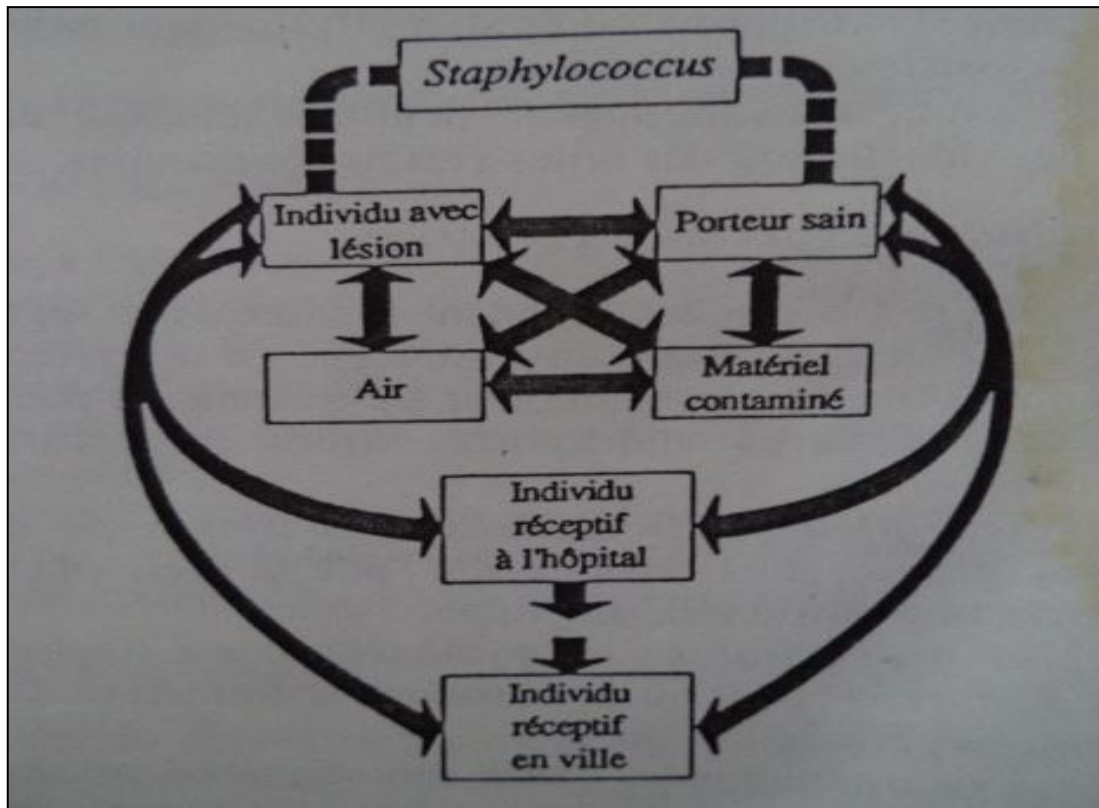 Staphylococcus
Individu avec
lésion
Porteur sain
Air
Matériel
contaminé
Individu
réceptif
à l'hôpital
Individu
réceptif
en ville